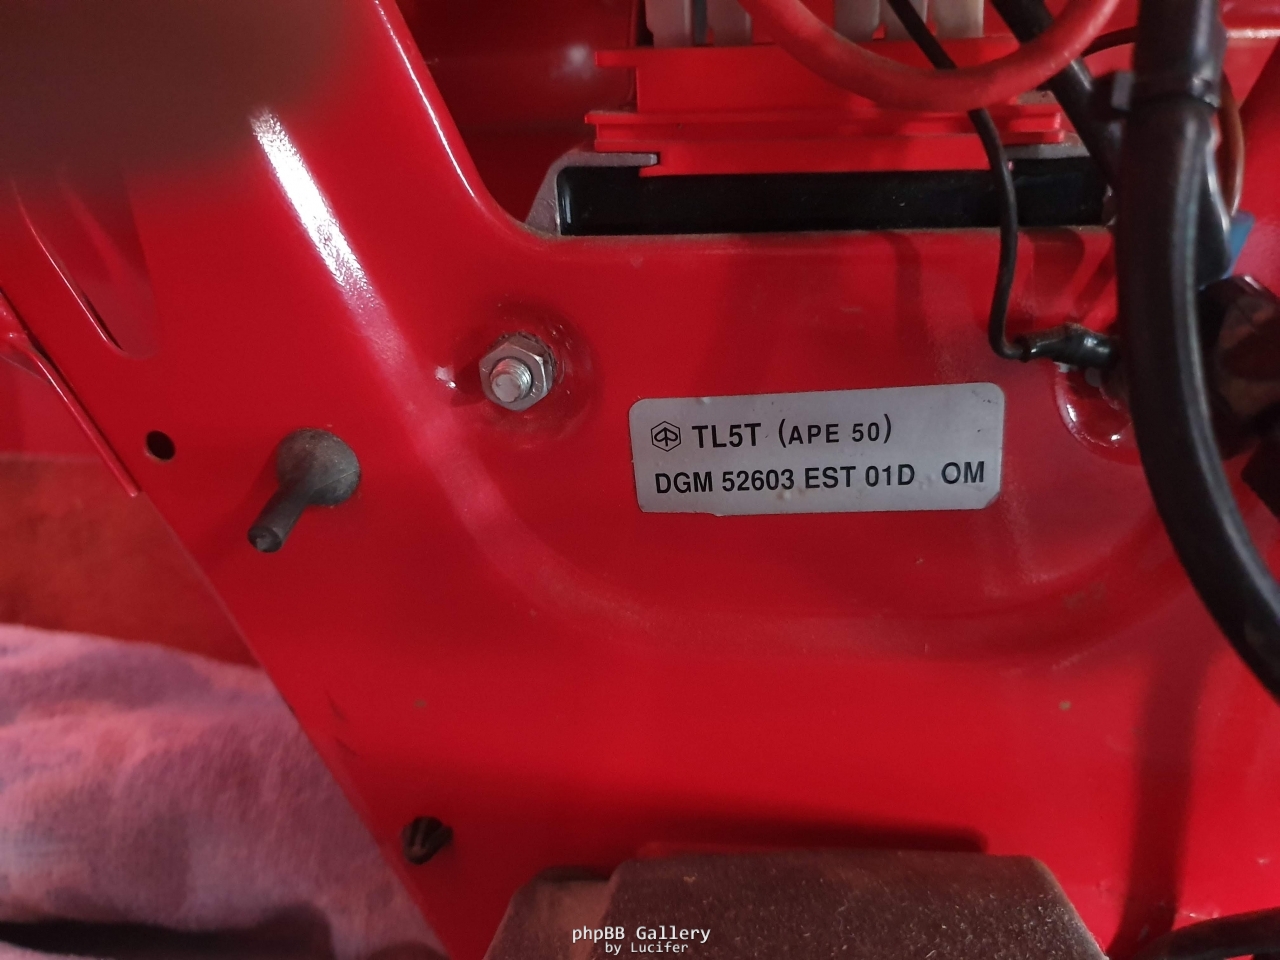 TL5T (APE 50)
DGM 52603 EST 01D OM
phpBB Gallery
by Lucifer